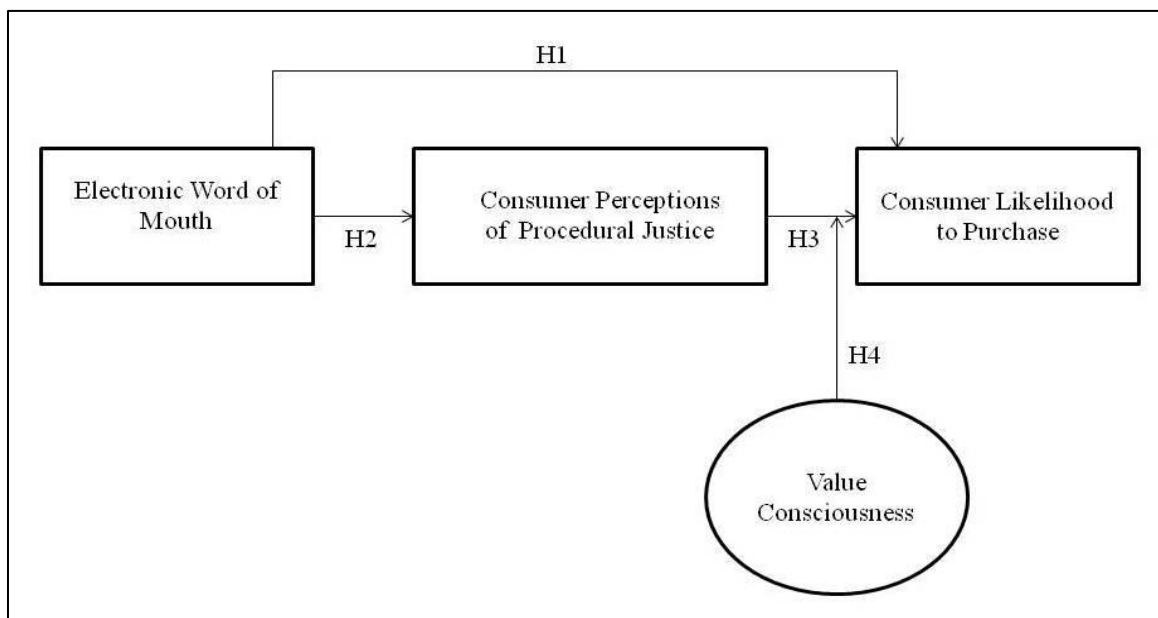 H1
Electronic Word of
Mouth
H2
Consumer Perceptions
of Procedural Justice
H3
Consumer Likelihood
to Purchase
H4
Value
Consciousness